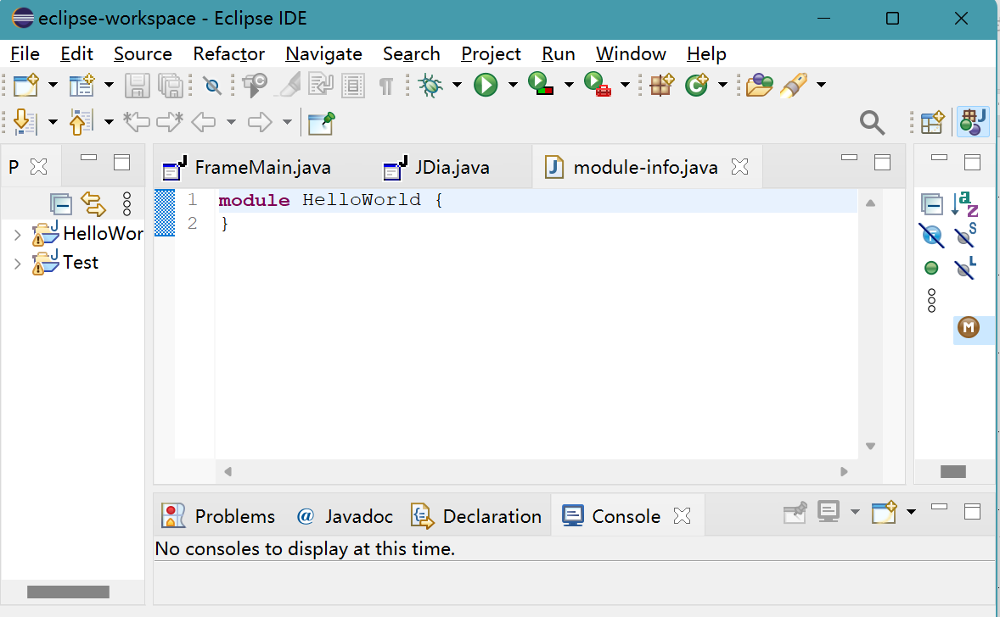 eclipse-workspace - Eclipse IDE
File Edit Source Refactor Navigate Search Project Run Window Help
P FrameMain.java JDia.java module-info.java
1 module HelloWorld {
2 }
HelloWor
Test
Problems @ Javadoc Declaration Console
No consoles to display at this time.